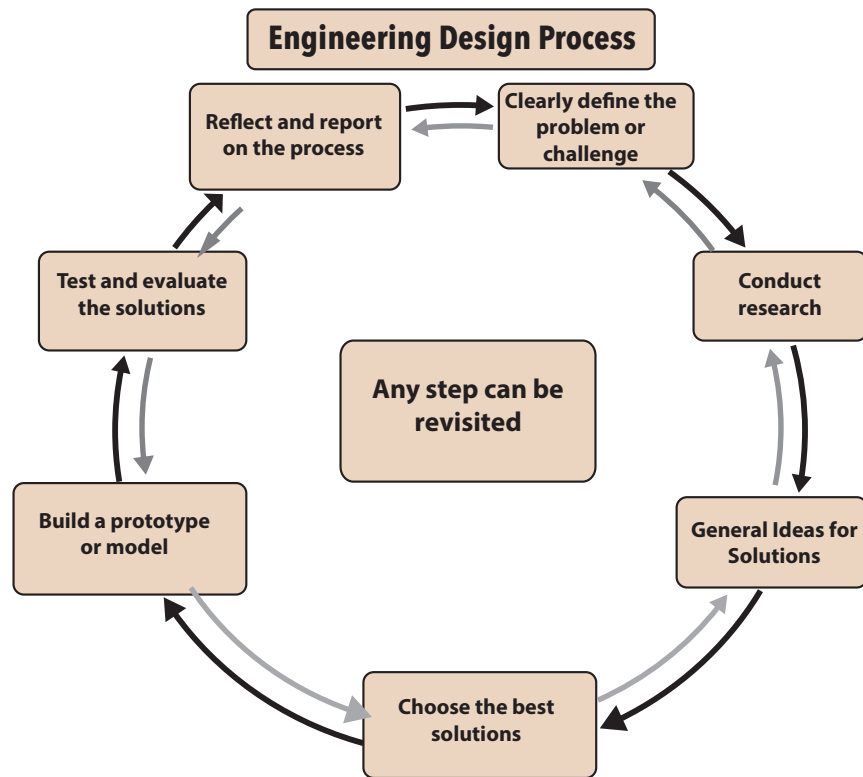 Engineering Design Process
Clearly define the
problem or
challenge
Conduct
research
General Ideas for
Solutions
Choose the best
solutions
Build a prototype
or model
Test and evaluate
the solutions
Reflect and report
on the process
Any step can be
revisited